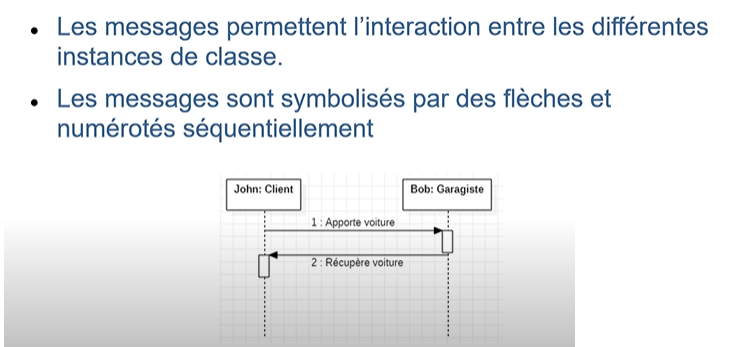 Les messages permettent l’interaction entre les différentes
instances de classe.
Les messages sont symbolisés par des flèches et
numérotés séquentiellement
John: Client
Bob: Garagiste
1 : Apporte voiture
2 : Récupère voiture